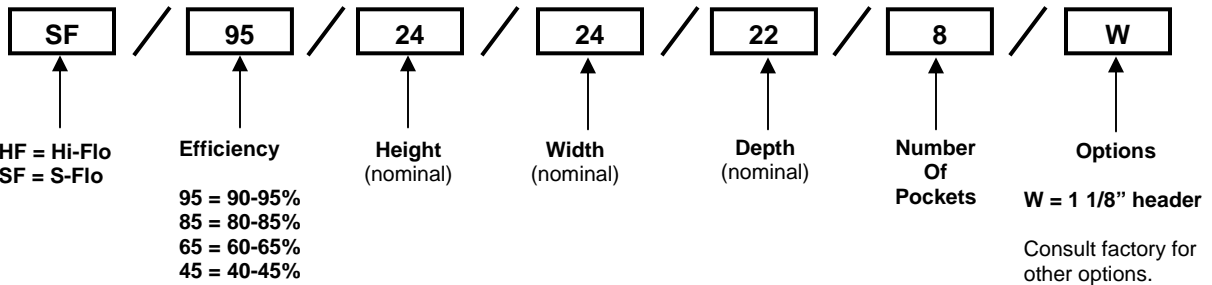 SF / 95 / 24 / 24 / 22 / 8 / W
HF = Hi-Flo
SF = S-Flo
Efficiency
95 = 90-95%
85 = 80-85%
65 = 60-65%
45 = 40-45%
Height
(nominal)
Width
(nominal)
Depth
(nominal)
Number
Of
Pockets
Options
W = 1 1/8” header
Consult factory for
other options.